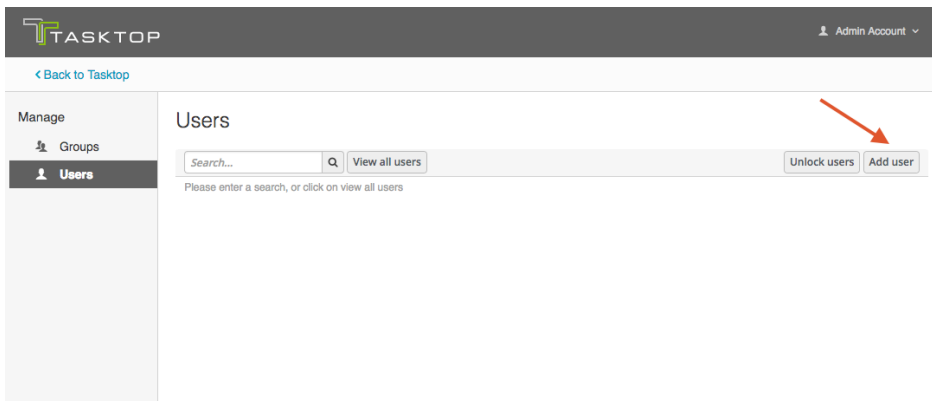 TASKTOP
Admin Account
Back to Tasktop
Manage
Groups
Users
Users
Search...
View all users
Unlock users
Add user
Please enter a search, or click on view all users